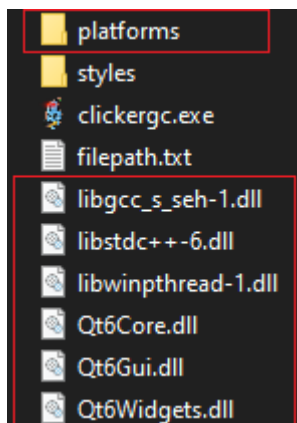 platforms
styles
clickergc.exe
filepath.txt
libgcc_s_seh-1.dll
libstdc++-6.dll
libwinpthread-1.dll
Qt6Core.dll
Qt6Gui.dll
Qt6Widgets.dll